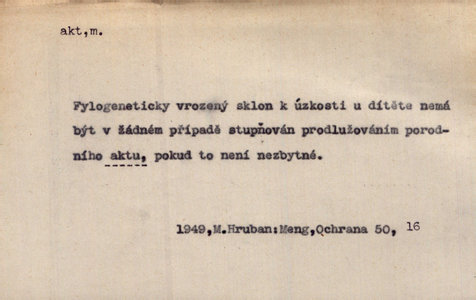 akt,m.
Fylogeneticky vrozený sklon k úzkosti u dítěte nemá
být v žádném případě stupňován prodlužováním porod-
ního aktu, pokud to není nezbytné.
1949,M.Hruban:Meng,Ochrana 50, 16